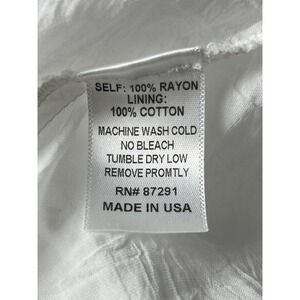 SELF: 100% RAYON
LINING:
100% COTTON
MACHINE WASH COLD
NO BLEACH
TUMBLE DRY LOW
REMOVE PROMTLY
RN# 87291
MADE IN USA